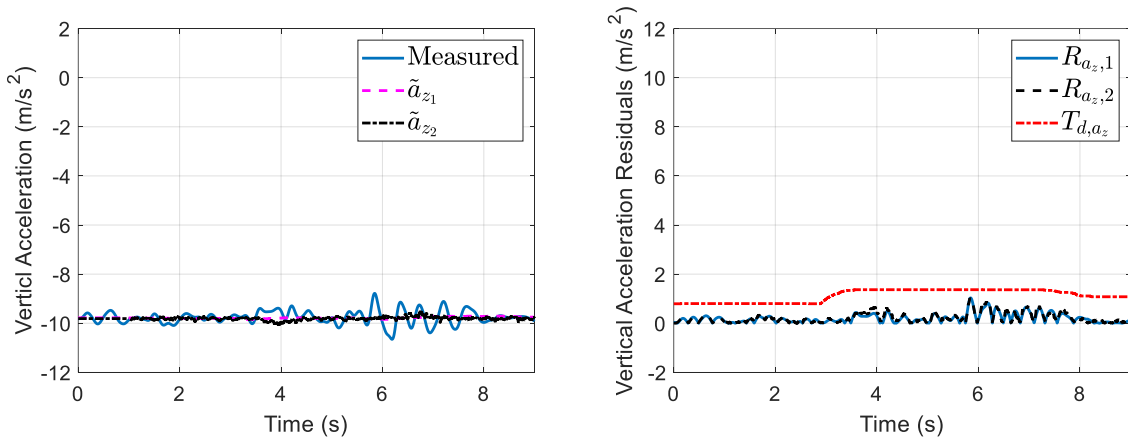 Verticl Acceleration (m/s²)
2
0
-2
-4
-6
-8
-10
-12
0
2
4
6
8
Time (s)
Measured
ã_{z_1}
ã_{z_2}
Vertical Acceleration Residuals (m/s²)
12
10
8
6
4
2
0
-2
0
2
4
6
8
Time (s)
R_{a_z,1}
R_{a_z,2}
T_{d,a_z}